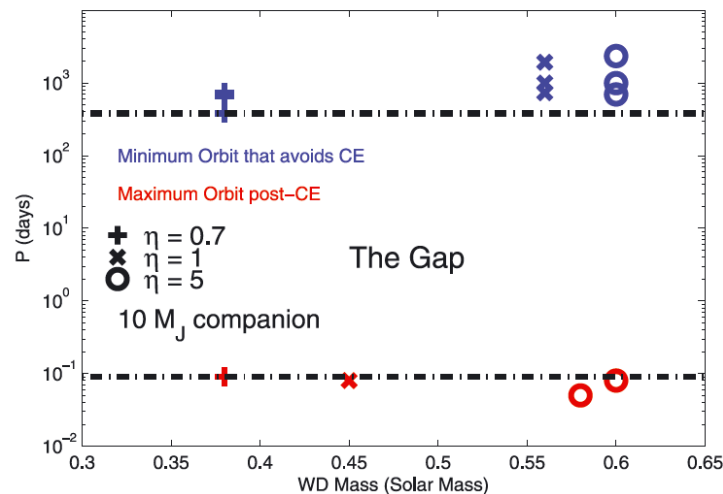 10³
10²
10¹
10⁰
10⁻¹
10⁻²
P (days)
Minimum Orbit that avoids CE
Maximum Orbit post−CE
η = 0.7
η = 1
η = 5
The Gap
10 M_J companion
0.3 0.35 0.4 0.45 0.5 0.55 0.6 0.65
WD Mass (Solar Mass)